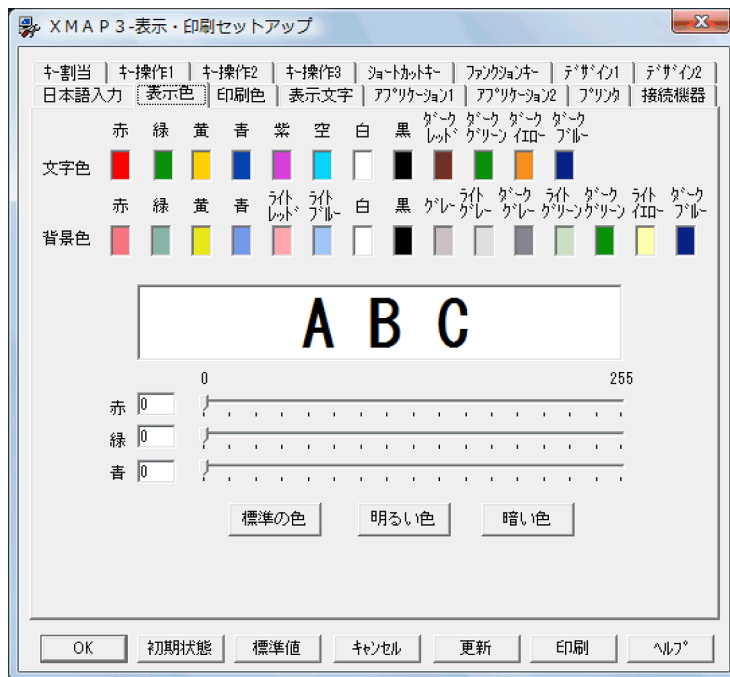 XMAP3-表示・印刷セットアップ
ｷｰ割当 ｷｰ操作1 ｷｰ操作2 ｷｰ操作3 ｼｮｰﾄｶｯﾄｷｰ ﾌｧﾝｸｼｮﾝｷｰ ﾃﾞｻﾞｲﾝ1 ﾃﾞｻﾞｲﾝ2
日本語入力 表示色 印刷色 表示文字 ｱﾌﾟﾘｹｰｼｮﾝ1 ｱﾌﾟﾘｹｰｼｮﾝ2 ﾌﾟﾘﾝﾀ 接続機器
赤 緑 黄 青 紫 空 白 黒 ﾀﾞｰｸﾚｯﾄﾞ ﾀﾞｰｸｸﾞﾘｰﾝ ﾀﾞｰｸｲｴﾛｰ ﾀﾞｰｸﾌﾞﾙｰ
文字色
赤 緑 黄 青 ﾗｲﾄﾚｯﾄﾞ ﾗｲﾄﾌﾞﾙｰ 白 黒 ｸﾞﾚｰ ﾗｲﾄｸﾞﾚｰ ﾀﾞｰｸｸﾞﾚｰ ﾗｲﾄｸﾞﾘｰﾝ ﾀﾞｰｸｸﾞﾘｰﾝ ﾗｲﾄｲｴﾛｰ ﾀﾞｰｸﾌﾞﾙｰ
背景色
A B C
0 255
赤 0
緑 0
青 0
標準の色 明るい色 暗い色
OK 初期状態 標準値 ｷｬﾝｾﾙ 更新 印刷 ﾍﾙﾌﾟ